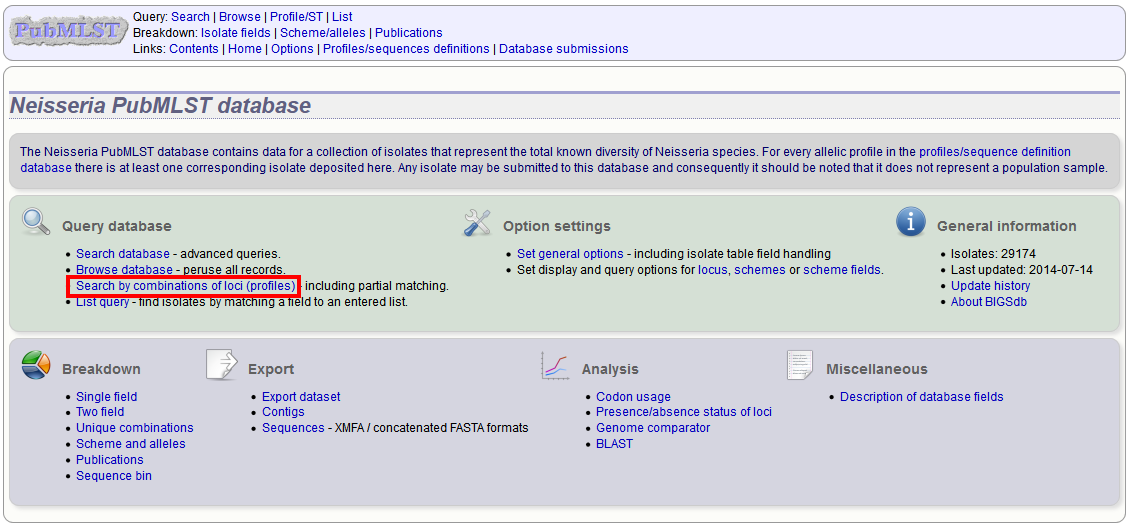 PubMLST
Query: Search | Browse | Profile/ST | List
Breakdown: Isolate fields | Scheme/alleles | Publications
Links: Contents | Home | Options | Profiles/sequences definitions | Database submissions
Neisseria PubMLST database
The Neisseria PubMLST database contains data for a collection of isolates that represent the total known diversity of Neisseria species. For every allelic profile in the profiles/sequence definition
database there is at least one corresponding isolate deposited here. Any isolate may be submitted to this database and consequently it should be noted that it does not represent a population sample.
Query database
• Search database - advanced queries.
• Browse database - peruse all records.
Search by combinations of loci (profiles) - including partial matching.
• List query - find isolates by matching a field to an entered list.
Option settings
• Set general options - including isolate table field handling
• Set display and query options for locus, schemes or scheme fields.
General information
• Isolates: 29174
• Last updated: 2014-07-14
• Update history
• About BIGSdb
Breakdown
• Single field
• Two field
• Unique combinations
• Scheme and alleles
• Publications
• Sequence bin
Export
• Export dataset
• Contigs
• Sequences - XMFA / concatenated FASTA formats
Analysis
• Codon usage
• Presence/absence status of loci
• Genome comparator
• BLAST
Miscellaneous
• Description of database fields